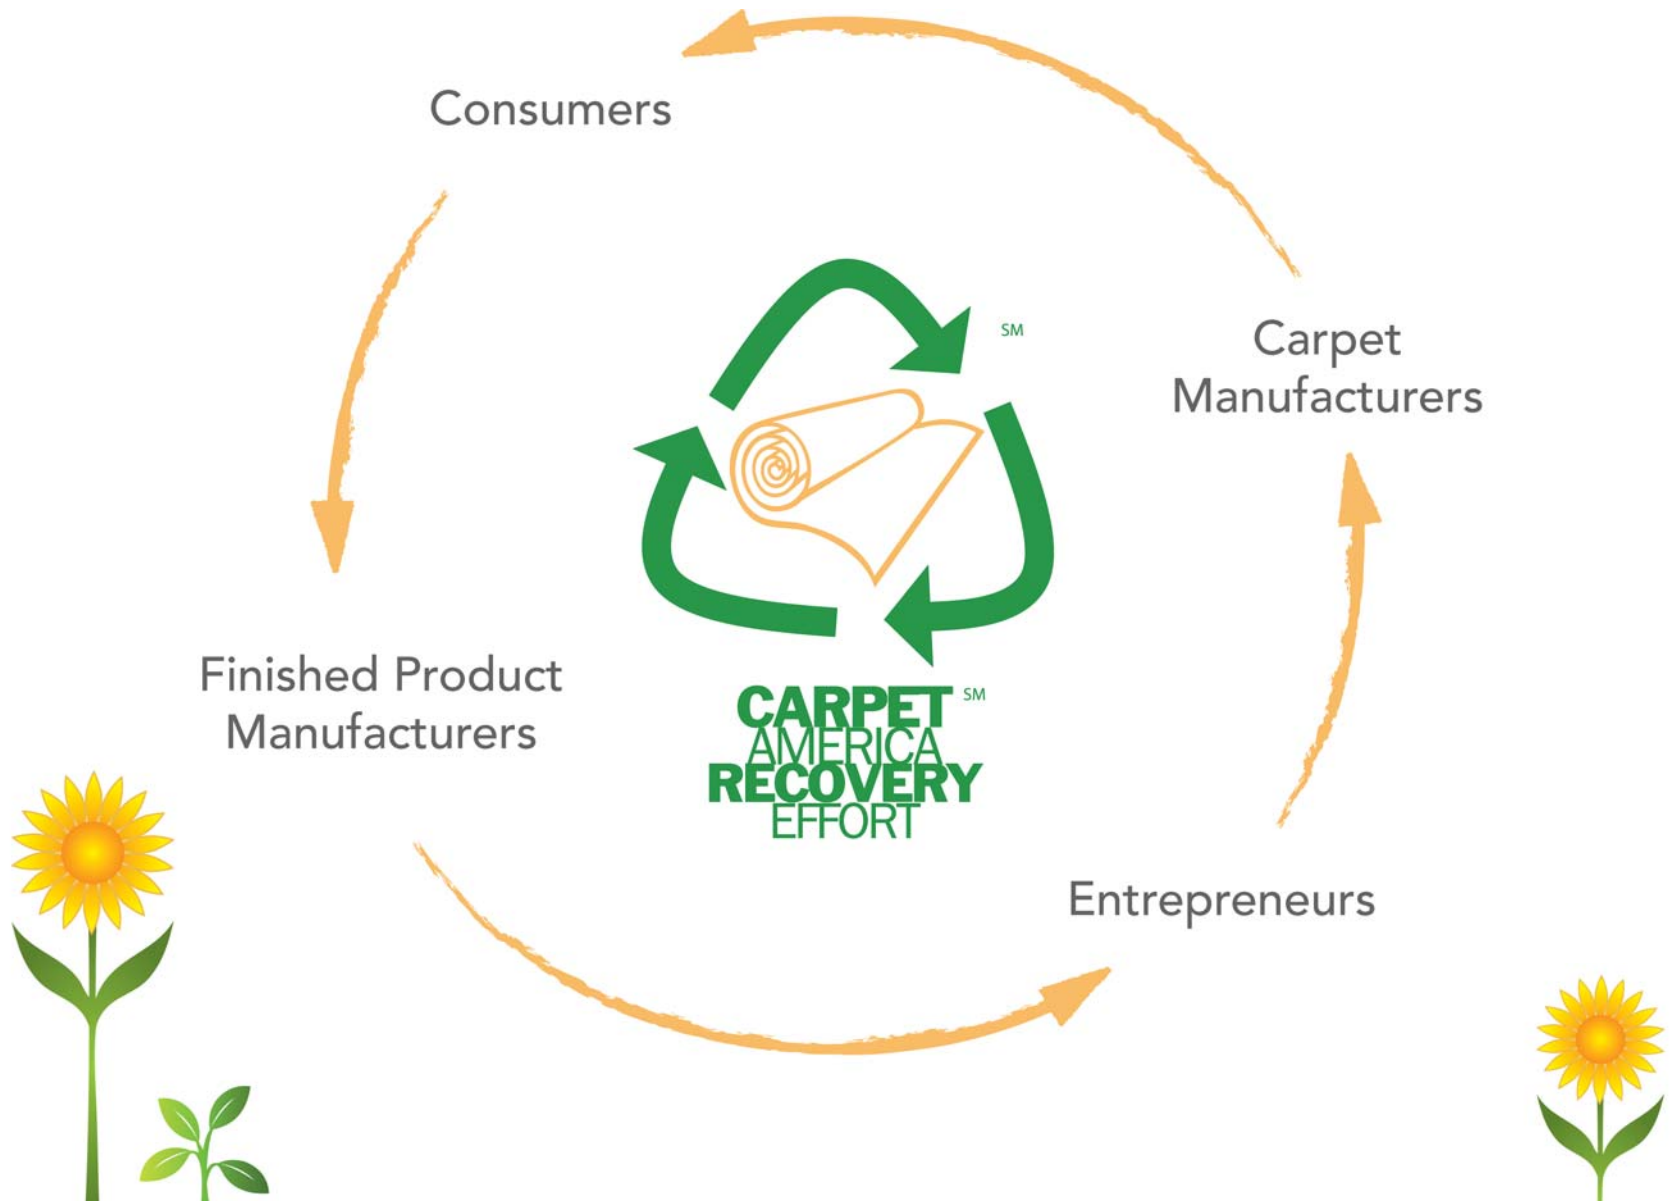 Consumers
SM
Carpet
Manufacturers
Finished Product
Manufacturers
CARPET SM
AMERICA
RECOVERY
EFFORT
Entrepreneurs